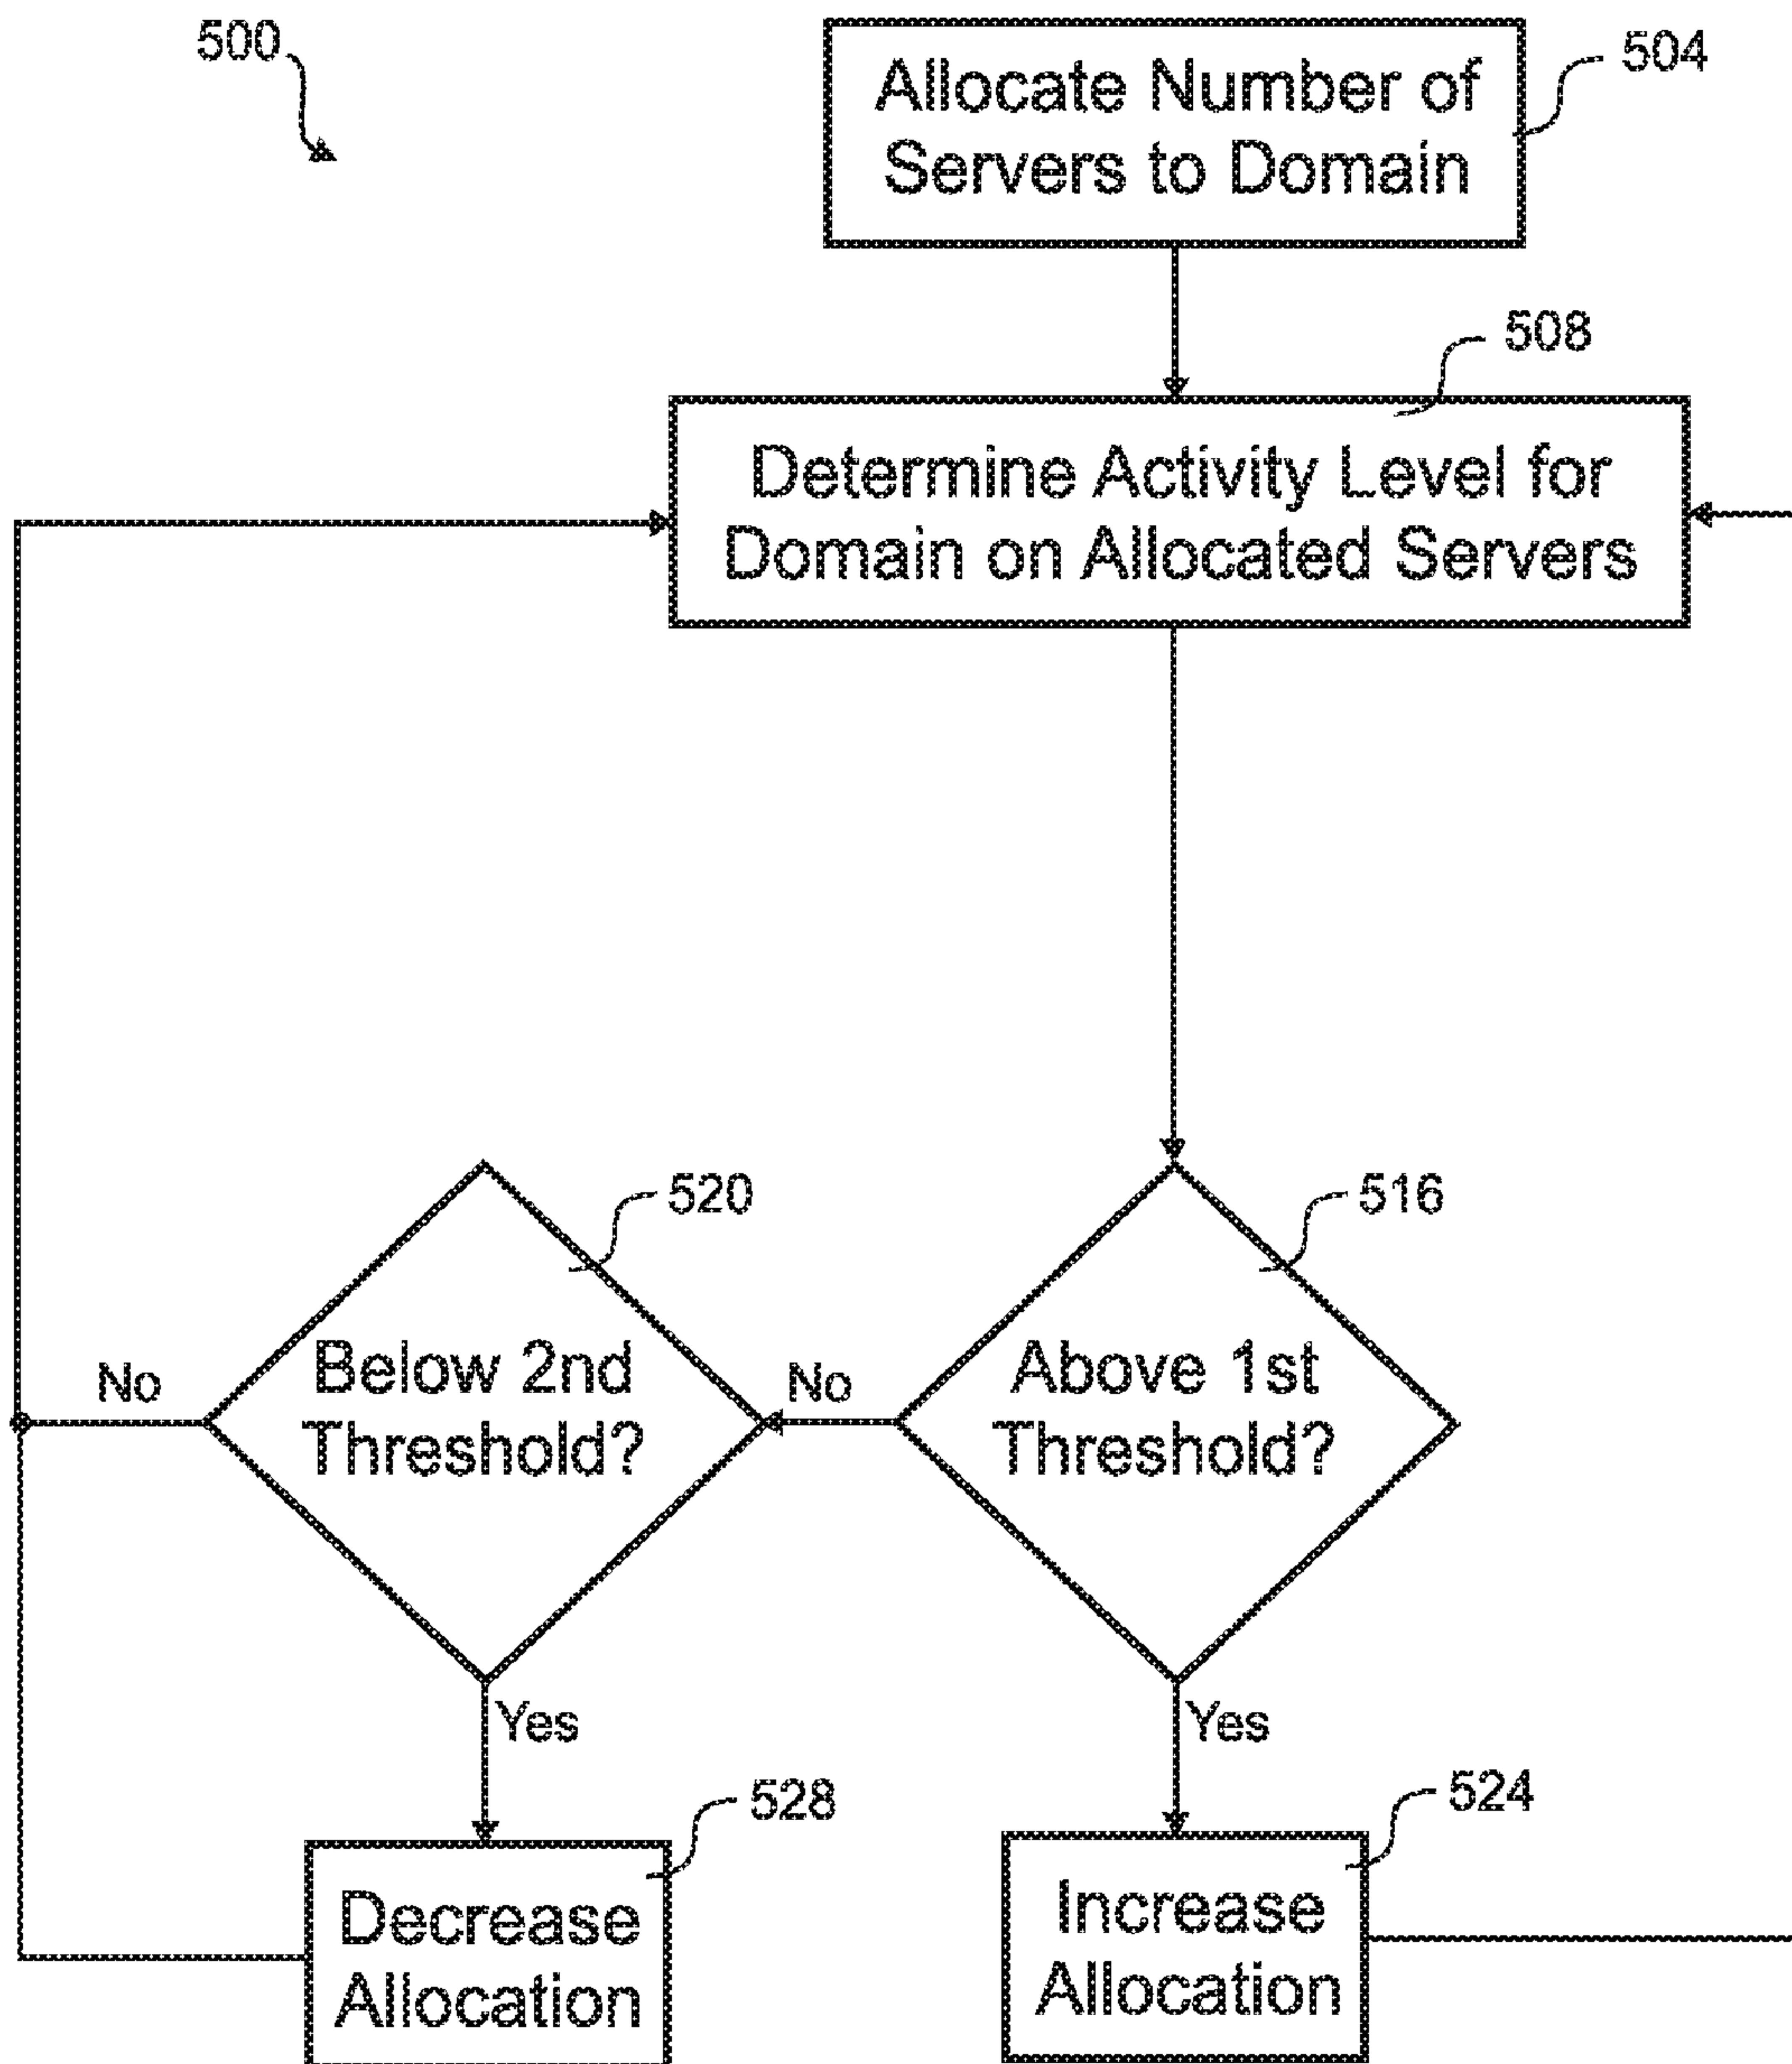 500
504
Allocate Number of
Servers to Domain
508
Determine Activity Level for
Domain on Allocated Servers
520
516
No
Below 2nd
Threshold?
No
Above 1st
Threshold?
Yes
Yes
528
524
Decrease
Allocation
Increase
Allocation